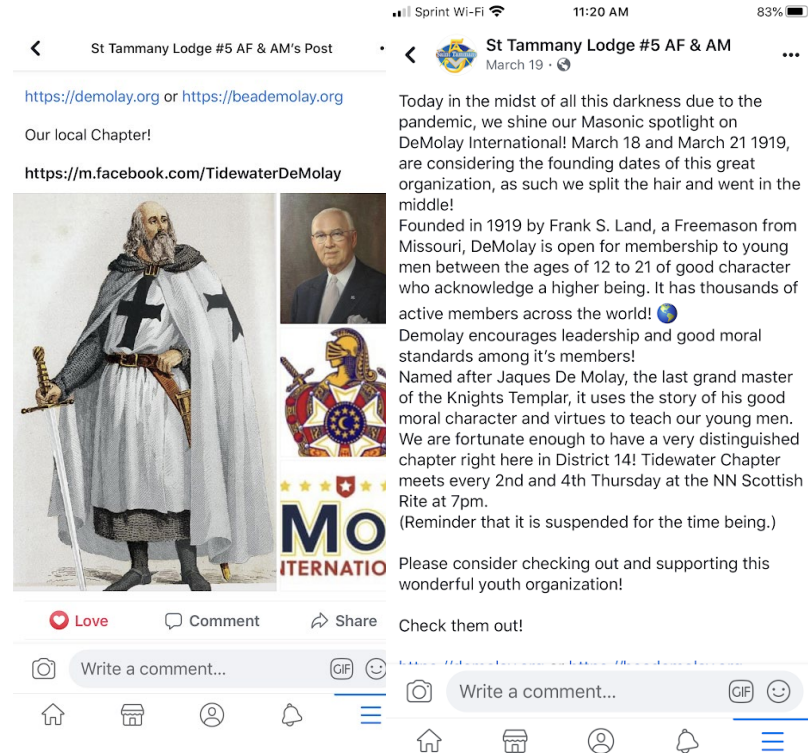 St Tammany Lodge #5 AF & AM's Post
https://demolay.org or https://beademolay.org
Our local Chapter!
https://m.facebook.com/TidewaterDeMolay
Mo
NTERNATIO
Love
Comment
Share
Write a comment...
GIF
Sprint Wi-Fi
11:20 AM
83%
St Tammany Lodge #5 AF & AM
March 19 ·
Today in the midst of all this darkness due to the
pandemic, we shine our Masonic spotlight on
DeMolay International! March 18 and March 21 1919,
are considering the founding dates of this great
organization, as such we split the hair and went in the
middle!
Founded in 1919 by Frank S. Land, a Freemason from
Missouri, DeMolay is open for membership to young
men between the ages of 12 to 21 of good character
who acknowledge a higher being. It has thousands of
active members across the world! 🌎
Demolay encourages leadership and good moral
standards among it's members!
Named after Jaques De Molay, the last grand master
of the Knights Templar, it uses the story of his good
moral character and virtues to teach our young men.
We are fortunate enough to have a very distinguished
chapter right here in District 14! Tidewater Chapter
meets every 2nd and 4th Thursday at the NN Scottish
Rite at 7pm.
(Reminder that it is suspended for the time being.)
Please consider checking out and supporting this
wonderful youth organization!
Check them out!
Write a comment...
GIF